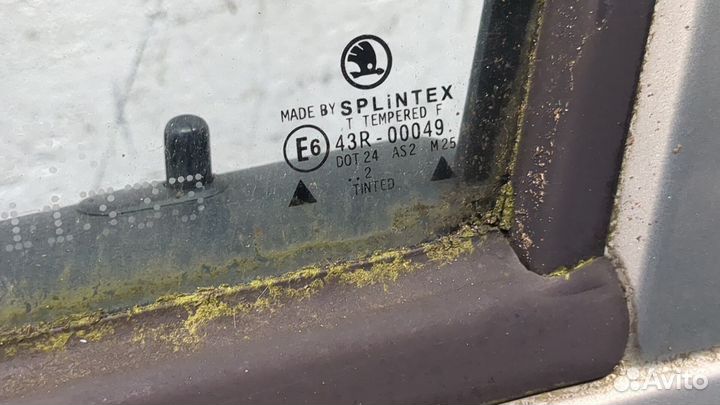 MADE BY SPLiNTEX
T TEMPERED F
E6 43R-00049
DOT 24 AS2 M25
..2
TINTED
Avito